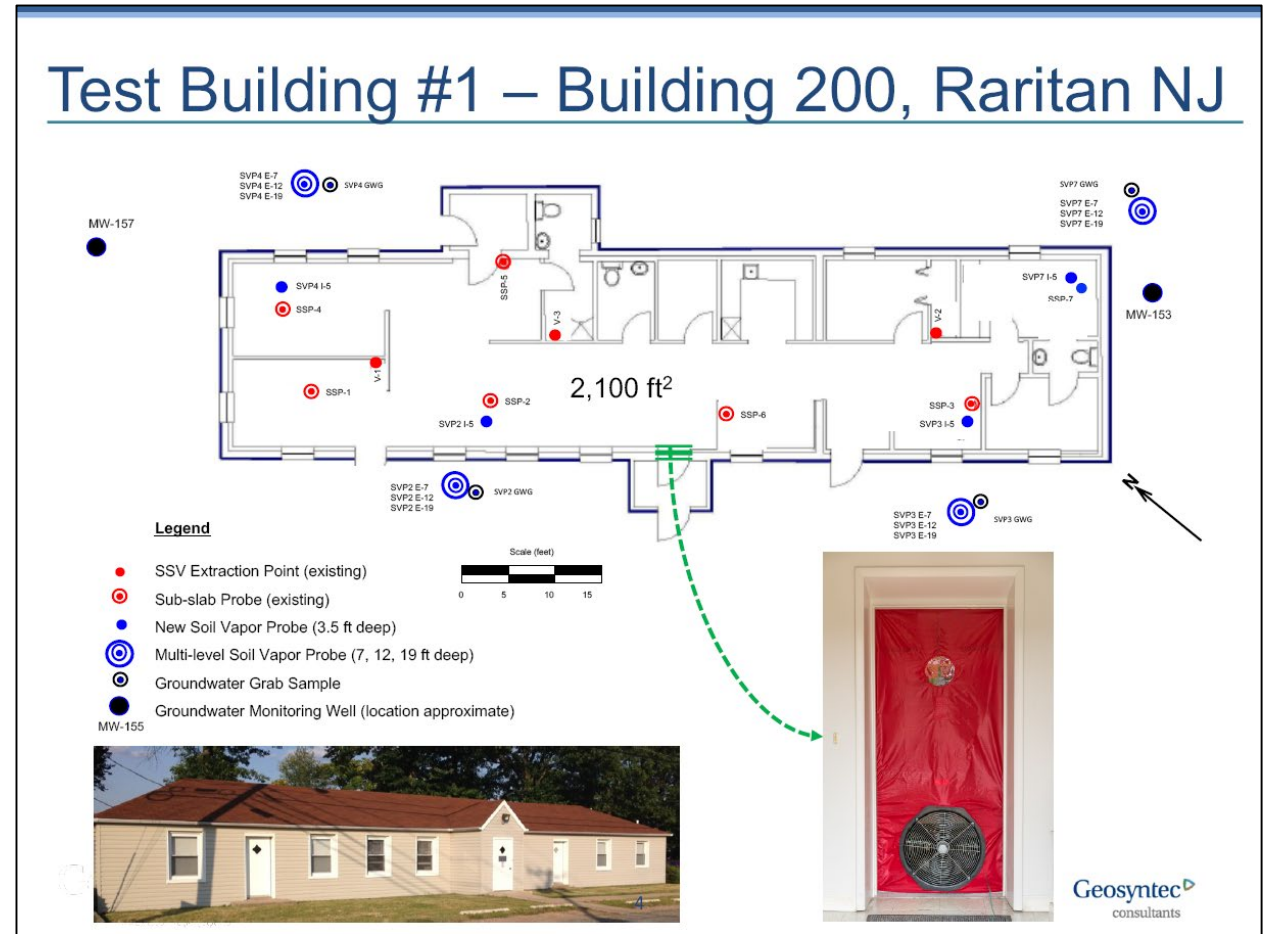 Test Building #1 – Building 200, Raritan NJ
SVP4 E-7
SVP4 E-12
SVP4 E-19
SVP4 GWG
SVP7 GWG
SVP7 E-7
SVP7 E-12
SVP7 E-19
MW-157
SVP4 I-5
SSP-4
SSP-5
V-3
V-2
SVP7 I-5
SSP-7
MW-153
V-1
SSP-1
SSP-2
SVP2 I-5
2,100 ft²
SSP-6
SSP-3
SVP3 I-5
SVP2 E-7
SVP2 E-12
SVP2 E-19
SVP2 GWG
SVP3 E-7
SVP3 E-12
SVP3 E-19
SVP3 GWG
N
Legend
SSV Extraction Point (existing)
Sub-slab Probe (existing)
New Soil Vapor Probe (3.5 ft deep)
Multi-level Soil Vapor Probe (7, 12, 19 ft deep)
Groundwater Grab Sample
Groundwater Monitoring Well (location approximate)
MW-155
Scale (feet)
0 5 10 15
4
Geosyntec
consultants